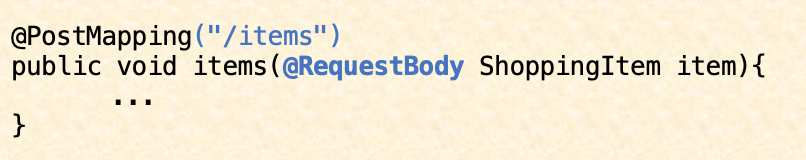 @PostMapping("/items")
public void items(@RequestBody ShoppingItem item){
...
}